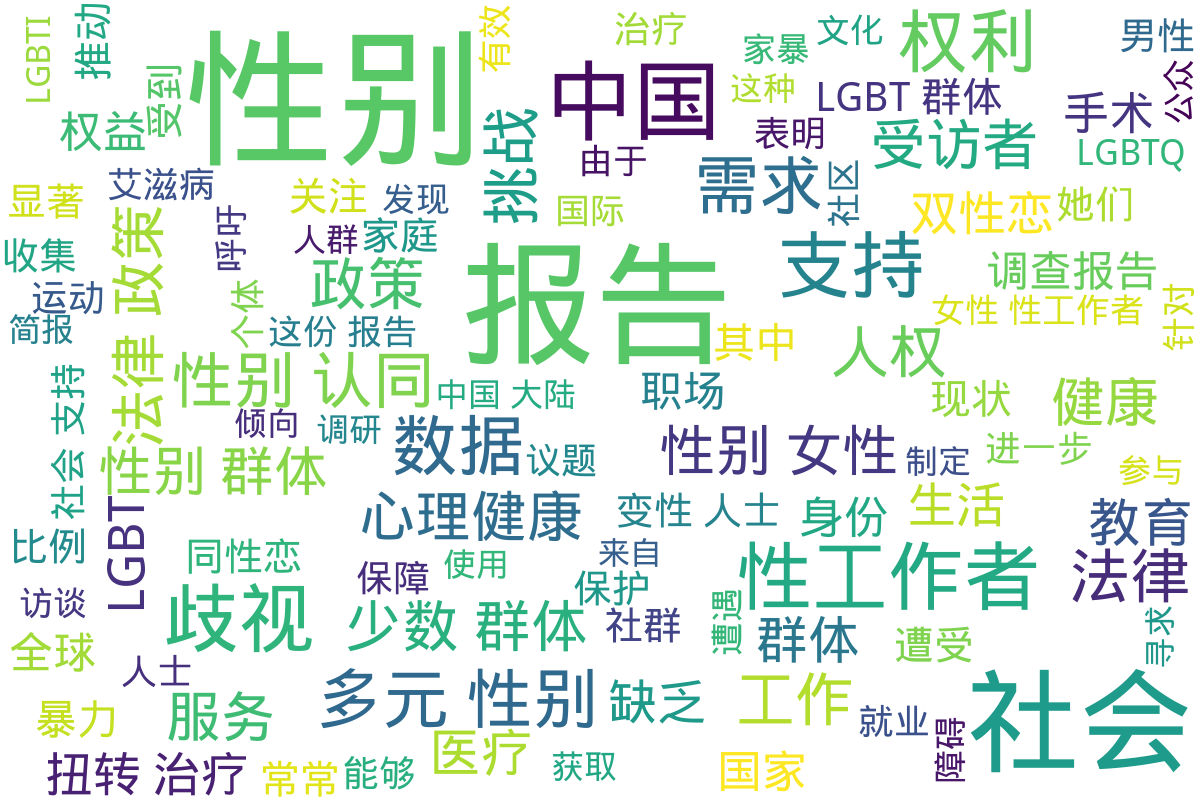 LGBTI
推动
受到
权益
性别
有效
中国
治疗
家暴
文化
权利
男性
公众
这种
LGBT 群体
手术
表明
受访者
LGBTQ
挑战
由于
需求
社区
艾滋病
显著
关注
发现
国际
双性恋
她们
呼吁
人群
家庭
收集
政策
法律 政策
支持
调查报告
运动
个体
报告
女性 性工作者
针对
简报
这份 报告
其中
人权
性别 认同
中国 大陆
职场
现状
健康
社会 支持
倾向
调研
数据
议题
性别 女性
制定
进一步
参与
性别 群体
LGBT
心理健康
变性 人士
身份
生活
教育
比例
同性恋
保障
使用
来自
保护
性工作者
法律
访谈
歧视
少数 群体
社群
遭遇
群体
遭受
寻求
全球
人士
多元 性别
缺乏
工作
就业
障碍
社会
暴力
服务
医疗
扭转 治疗
常常
能够
获取
国家